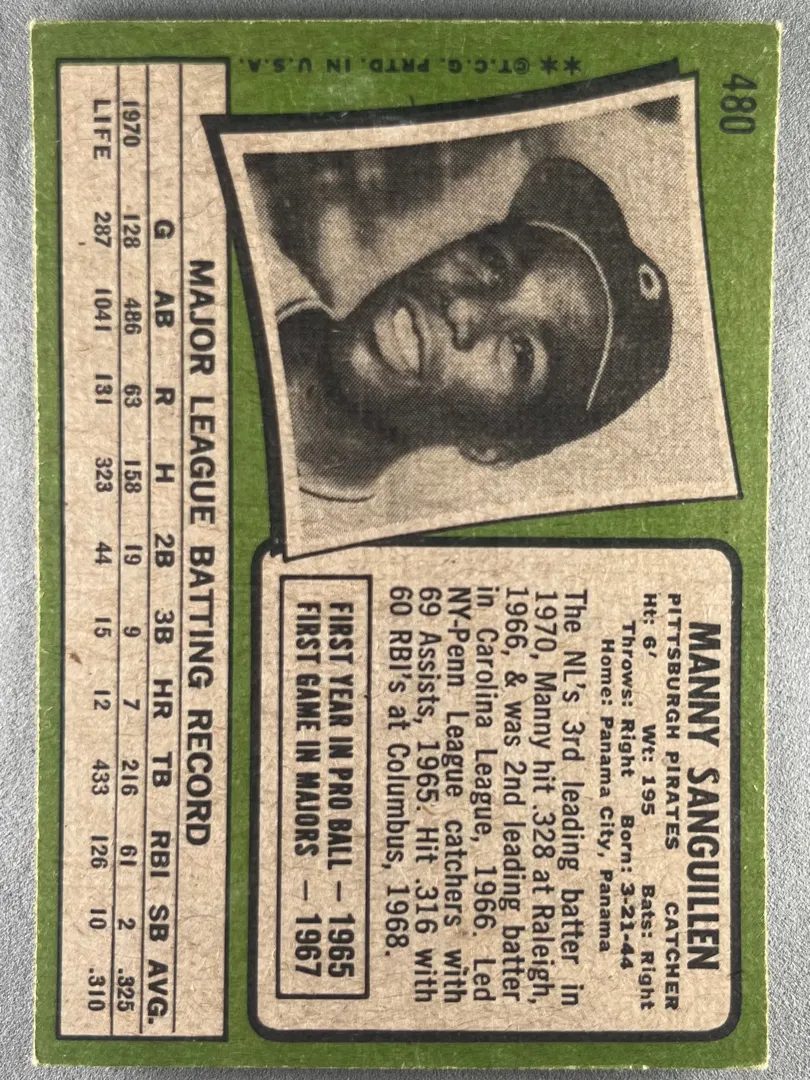 480
MANNY SANGUILLEN
PITTSBURGH PIRATES CATCHER
Ht: 6' Wt: 195 Bats: Right
Throws: Right Born: 3-21-44
Home: Panama City, Panama
The NL's 3rd leading batter in
1970, Manny hit .328 at Raleigh,
1966, & was 2nd leading batter
in Carolina League, 1966. Led
NY-Penn League catchers with
69 Assists, 1965. Hit .316 with
60 RBI's at Columbus, 1968.
FIRST YEAR IN PRO BALL — 1965
FIRST GAME IN MAJORS — 1967
MAJOR LEAGUE BATTING RECORD
G AB R H 2B 3B HR TB RBI SB AVG.
1970 128 486 63 158 19 9 7 216 61 2 .325
LIFE 287 1041 131 323 44 15 12 433 126 10 .310
**©T.C.G. PRTD. IN U.S.A.